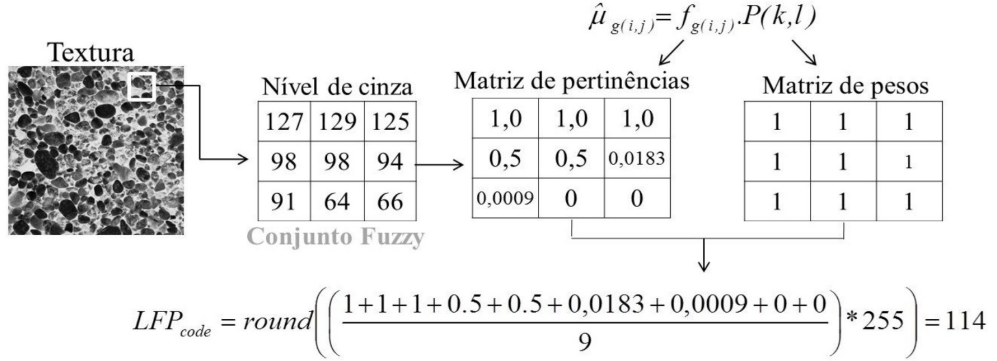 μ̂ g(i,j) = f g(i,j) .P(k,l)
Textura
Nível de cinza
Matriz de pertinências
Matriz de pesos
127 129 125
98 98 94
91 64 66
1,0 1,0 1,0
0,5 0,5 0,0183
0,0009 0 0
1 1 1
1 1 1
1 1 1
Conjunto Fuzzy
LFP code = round((1+1+1+0.5+0.5+0,0183+0,0009+0+0 / 9)*255)=114